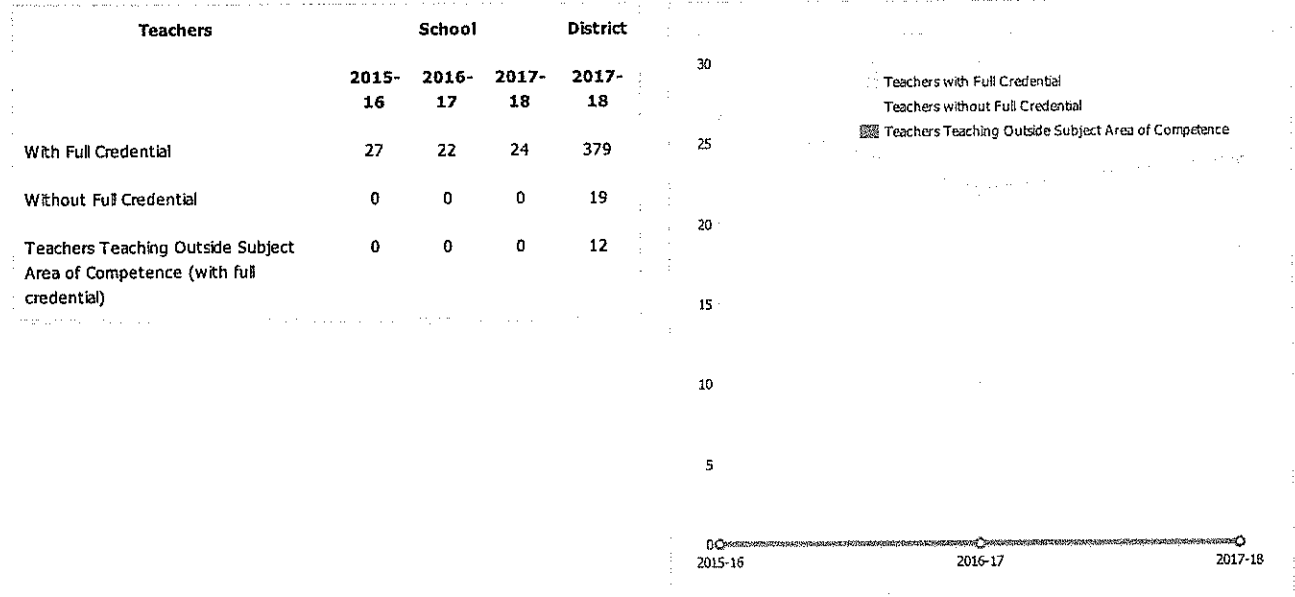 Teachers School District
2015- 2016- 2017- 2017-
16 17 18 18
With Full Credential 27 22 24 379
Without Full Credential 0 0 0 19
Teachers Teaching Outside Subject 0 0 0 12
Area of Competence (with full
credential)
30
Teachers with Full Credential
Teachers without Full Credential
Teachers Teaching Outside Subject Area of Competence
25
20
15
10
5
0
2015-16 2016-17 2017-18